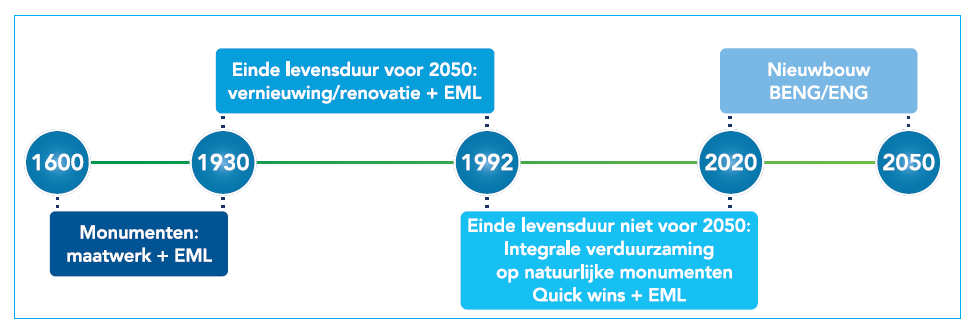 Einde levensduur voor 2050:
vernieuwing/renovatie + EML
Nieuwbouw
BENG/ENG
1600
1930
1992
2020
2050
Monumenten:
maatwerk + EML
Einde levensduur niet voor 2050:
Integrale verduurzaming
op natuurlijke monumenten
Quick wins + EML